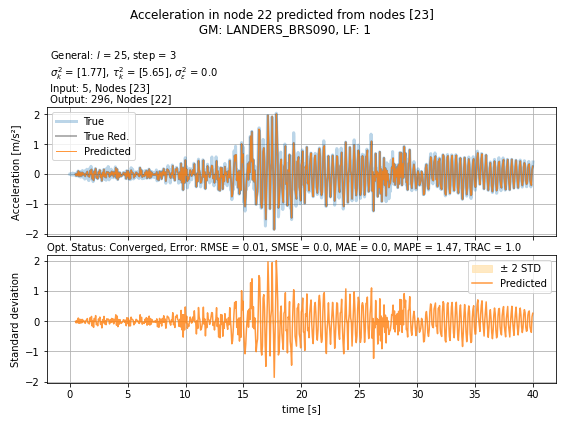 Acceleration in node 22 predicted from nodes [23]
GM: LANDERS_BRS090, LF: 1
General: l = 25, step = 3
σ²ₖ = [1.77], τ²ₖ = [5.65], σ²ε = 0.0
Input: 5, Nodes [23]
Output: 296, Nodes [22]
Acceleration [m/s²]
2
1
0
−1
−2
True
True Red.
Predicted
Opt. Status: Converged, Error: RMSE = 0.01, SMSE = 0.0, MAE = 0.0, MAPE = 1.47, TRAC = 1.0
Standard deviation
2
1
0
−1
−2
± 2 STD
Predicted
0 5 10 15 20 25 30 35 40
time [s]